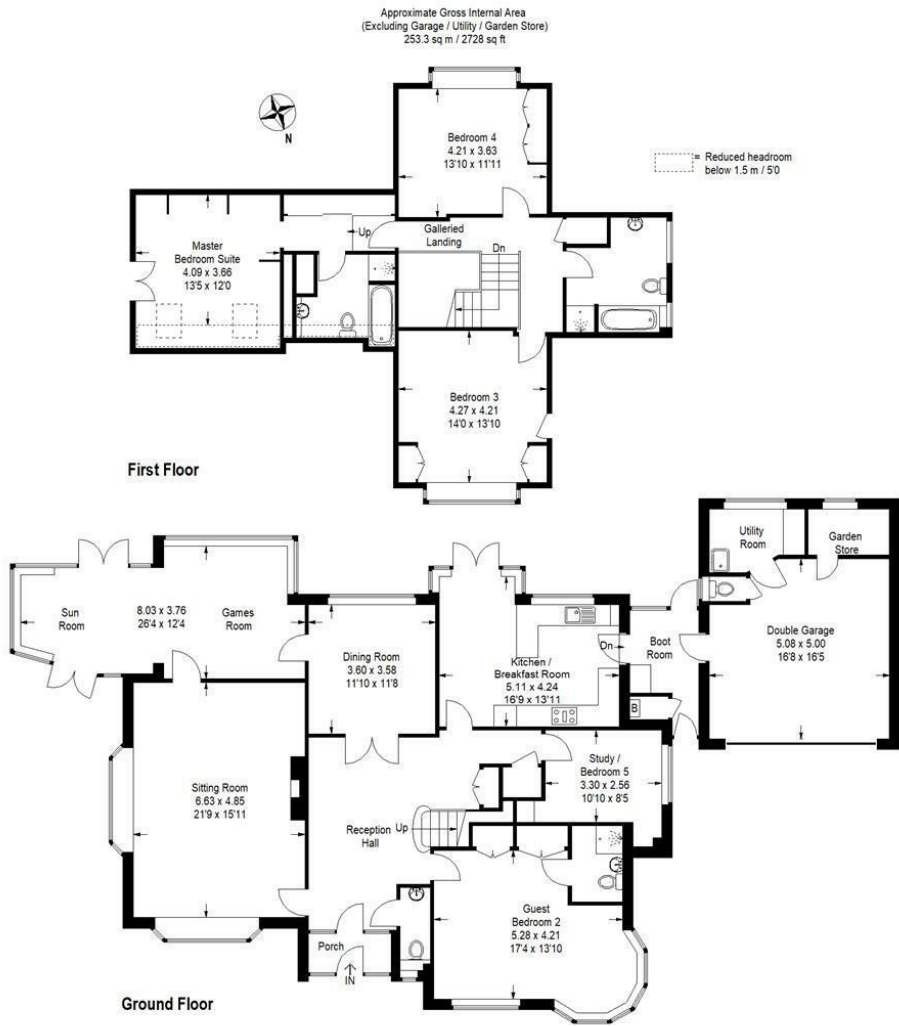 Approximate Gross Internal Area
(Excluding Garage / Utility / Garden Store)
253.3 sq m / 2728 sq ft
N
= Reduced headroom
below 1.5 m / 5'0
Bedroom 4
4.21 x 3.63
13'10 x 11'11
Master
Bedroom Suite
4.09 x 3.66
13'5 x 12'0
Up
Galleried
Landing
Dn
Bedroom 3
4.27 x 4.21
14'0 x 13'10
First Floor
Sun
Room
8.03 x 3.76
26'4 x 12'4
Games
Room
Dining Room
3.60 x 3.58
11'10 x 11'8
Kitchen /
Breakfast Room
5.11 x 4.24
16'9 x 13'11
Dn
Boot
Room
B
Utility
Room
Garden
Store
Double Garage
5.08 x 5.00
16'8 x 16'5
Sitting Room
6.63 x 4.85
21'9 x 15'11
Reception
Hall
Up
Study /
Bedroom 5
3.30 x 2.56
10'10 x 8'5
Guest
Bedroom 2
5.28 x 4.21
17'4 x 13'10
Porch
IN
Ground Floor